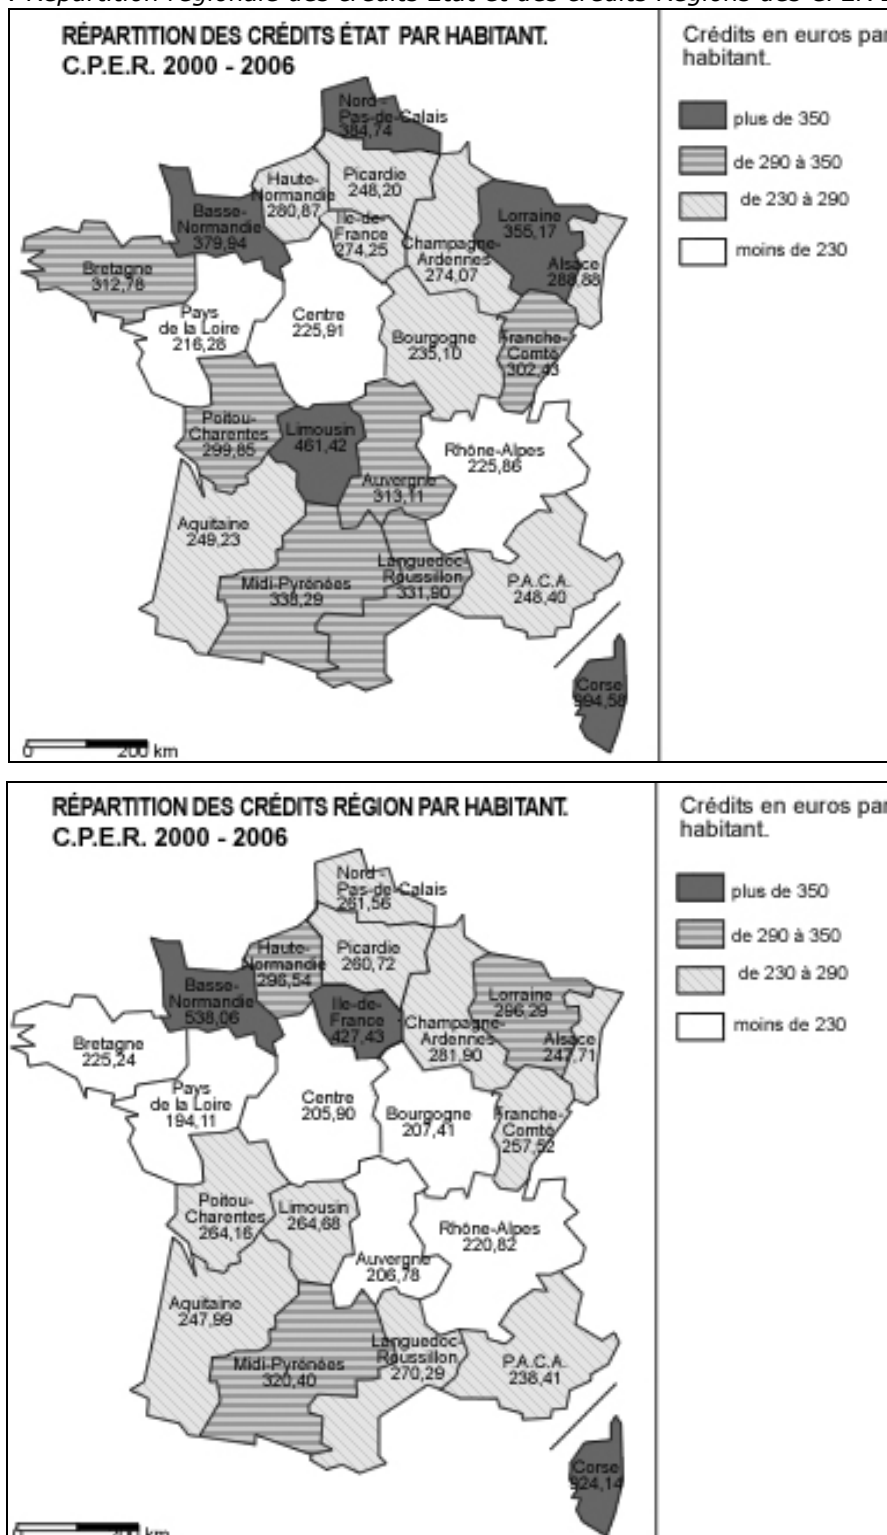 RÉPARTITION DES CRÉDITS ÉTAT PAR HABITANT.
C.P.E.R. 2000 - 2006
Crédits en euros par
habitant.
plus de 350
de 290 à 350
de 230 à 290
moins de 230
Nord -
Pas-de-Calais
384,74
Picardie
248,20
Haute-
Normandie
280,87
Basse-
Normandie
379,94
Ile-de-
France
274,25
Champagne-
Ardennes
274,07
Lorraine
355,17
Alsace
288,88
Bretagne
312,78
Pays
de la Loire
216,28
Centre
225,91
Bourgogne
235,10
Franche-
Comté
302,43
Poitou-
Charentes
299,85
Limousin
461,42
Auvergne
313,11
Rhône-Alpes
225,86
Aquitaine
249,23
Midi-Pyrénées
338,29
Languedoc-
Roussillon
331,90
P.A.C.A.
248,40
Corse
994,58
0 200 km
RÉPARTITION DES CRÉDITS RÉGION PAR HABITANT.
C.P.E.R. 2000 - 2006
Crédits en euros par
habitant.
plus de 350
de 290 à 350
de 230 à 290
moins de 230
Nord -
Pas-de-Calais
261,56
Picardie
260,72
Haute-
Normandie
296,54
Basse-
Normandie
538,06
Ile-de-
France
427,43
Champagne-
Ardennes
281,90
Lorraine
296,29
Alsace
247,71
Bretagne
225,24
Pays
de la Loire
194,11
Centre
205,90
Bourgogne
207,41
Franche-
Comté
257,52
Poitou-
Charentes
264,16
Limousin
264,68
Auvergne
206,78
Rhône-Alpes
220,82
Aquitaine
247,99
Midi-Pyrénées
320,40
Languedoc-
Roussillon
270,29
P.A.C.A.
238,41
Corse
924,14
km